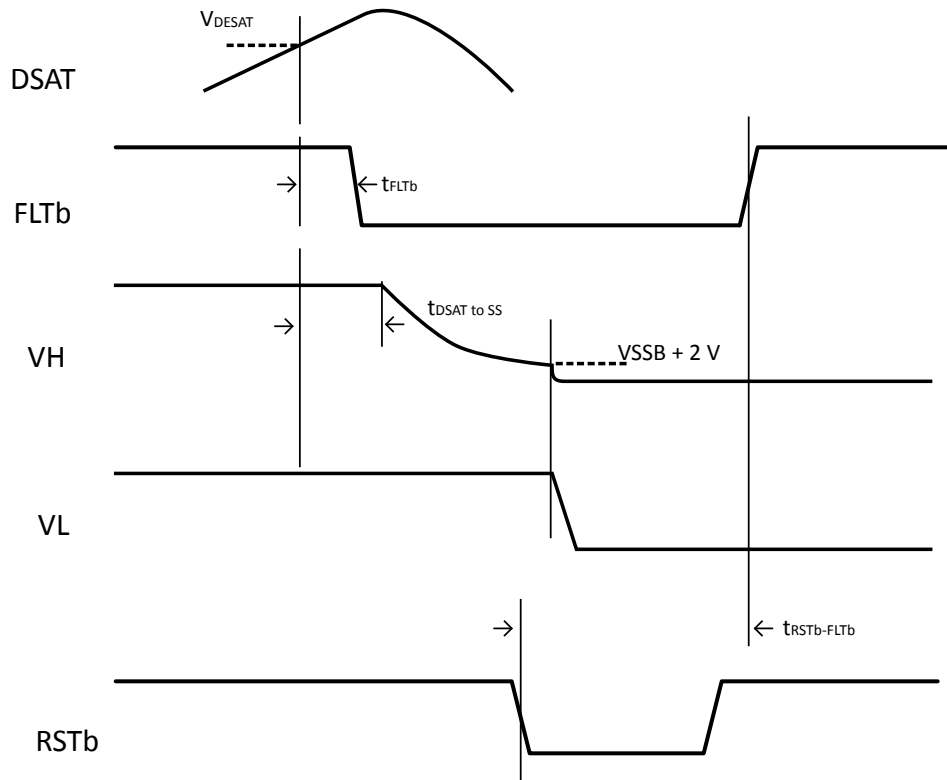 VDESAT
DSAT
tFLTb
FLTb
tDSAT to SS
VH
VSSB + 2 V
VL
tRSTb-FLTb
RSTb